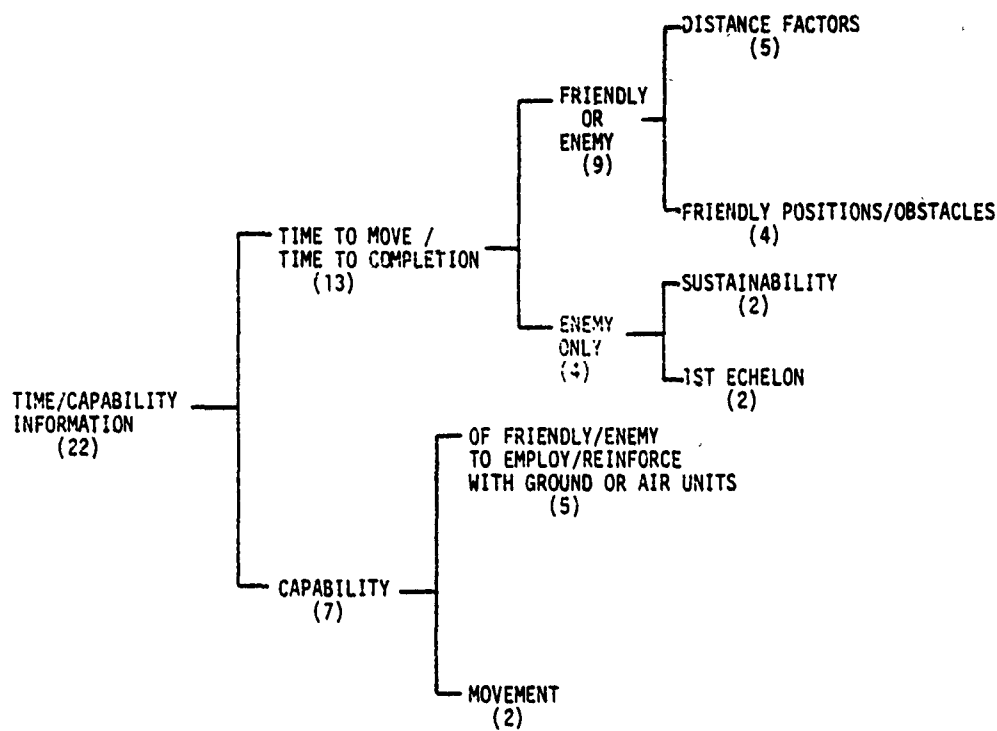 DISTANCE FACTORS
(5)
FRIENDLY
OR
ENEMY
(9)
FRIENDLY POSITIONS/OBSTACLES
(4)
TIME TO MOVE /
TIME TO COMPLETION
(13)
SUSTAINABILITY
(2)
ENEMY
ONLY
(4)
1ST ECHELON
(2)
TIME/CAPABILITY
INFORMATION
(22)
OF FRIENDLY/ENEMY
TO EMPLOY/REINFORCE
WITH GROUND OR AIR UNITS
(5)
CAPABILITY
(7)
MOVEMENT
(2)